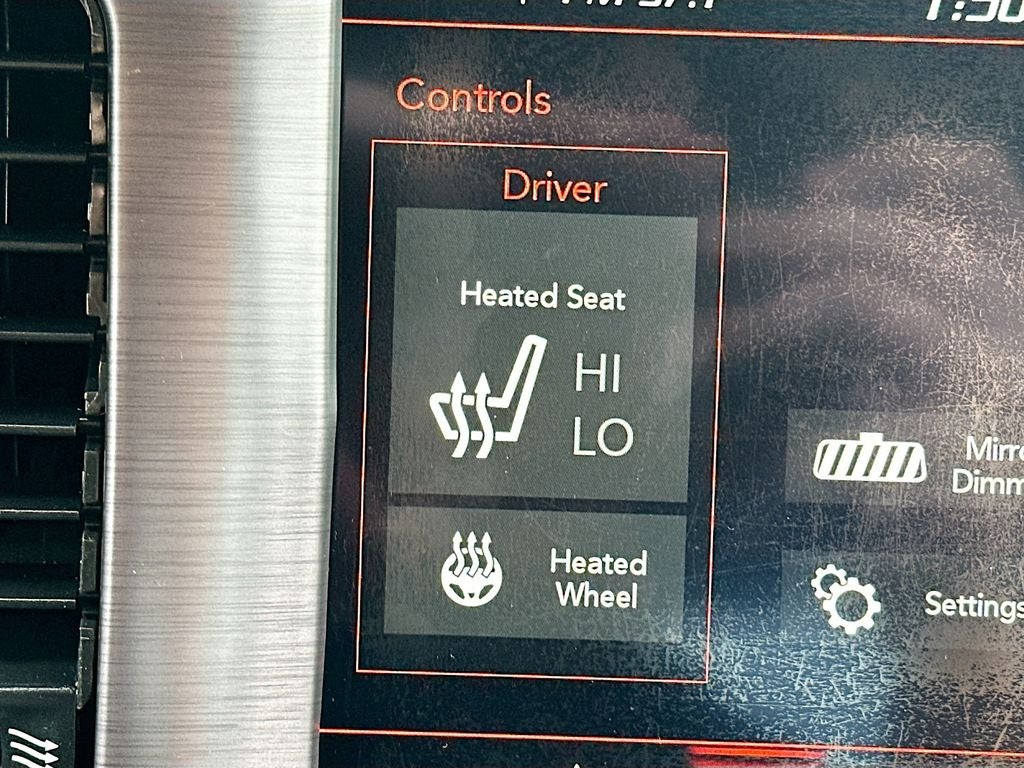 Controls
Driver
Heated Seat
HI
LO
Heated
Wheel
Settings